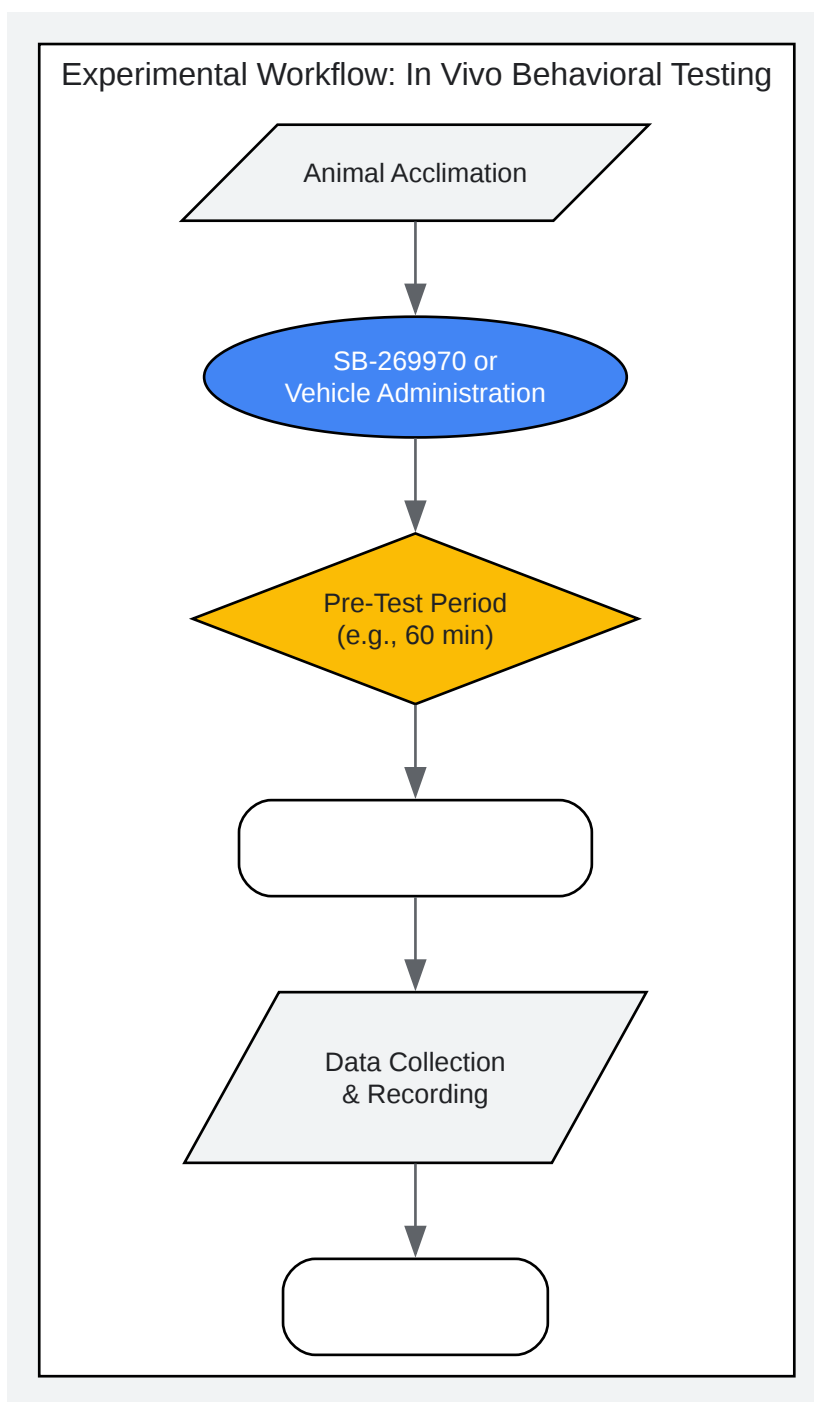 Experimental Workflow: In Vivo Behavioral Testing
Animal Acclimation
SB-269970 or
Vehicle Administration
Pre-Test Period
(e.g., 60 min)
Data Collection
& Recording